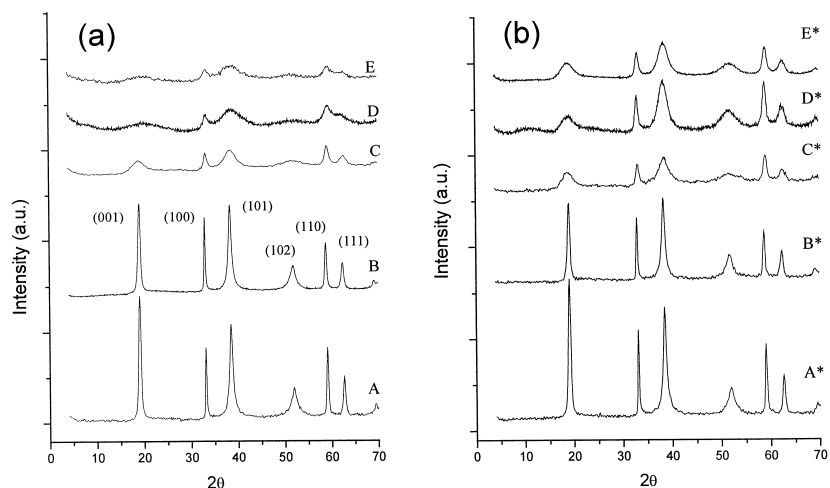 (a)
E
D
C
(001)
(100)
(101)
(110)
(102)
(111)
B
A
Intensity (a.u.)
0
10
20
30
40
50
60
70
2θ
(b)
E*
D*
C*
B*
A*
Intensity (a.u.)
0
10
20
30
40
50
60
70
2θ